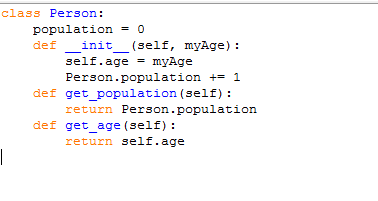 class Person:
    population = 0
    def __init__(self, myAge):
        self.age = myAge
        Person.population += 1
    def get_population(self):
        return Person.population
    def get_age(self):
        return self.age